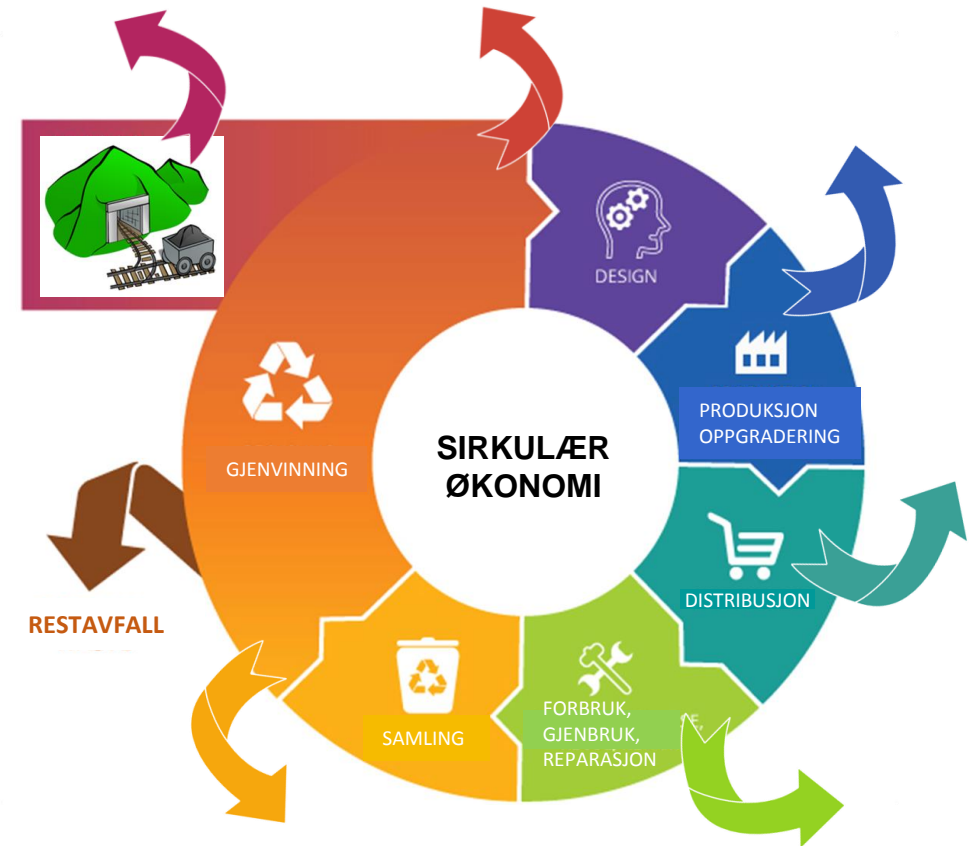 DESIGN
PRODUKSJON
OPPGRADERING
SIRKULÆR
ØKONOMI
GJENVINNING
DISTRIBUSJON
RESTAVFALL
FORBRUK,
GJENBRUK,
REPARASJON
SAMLING